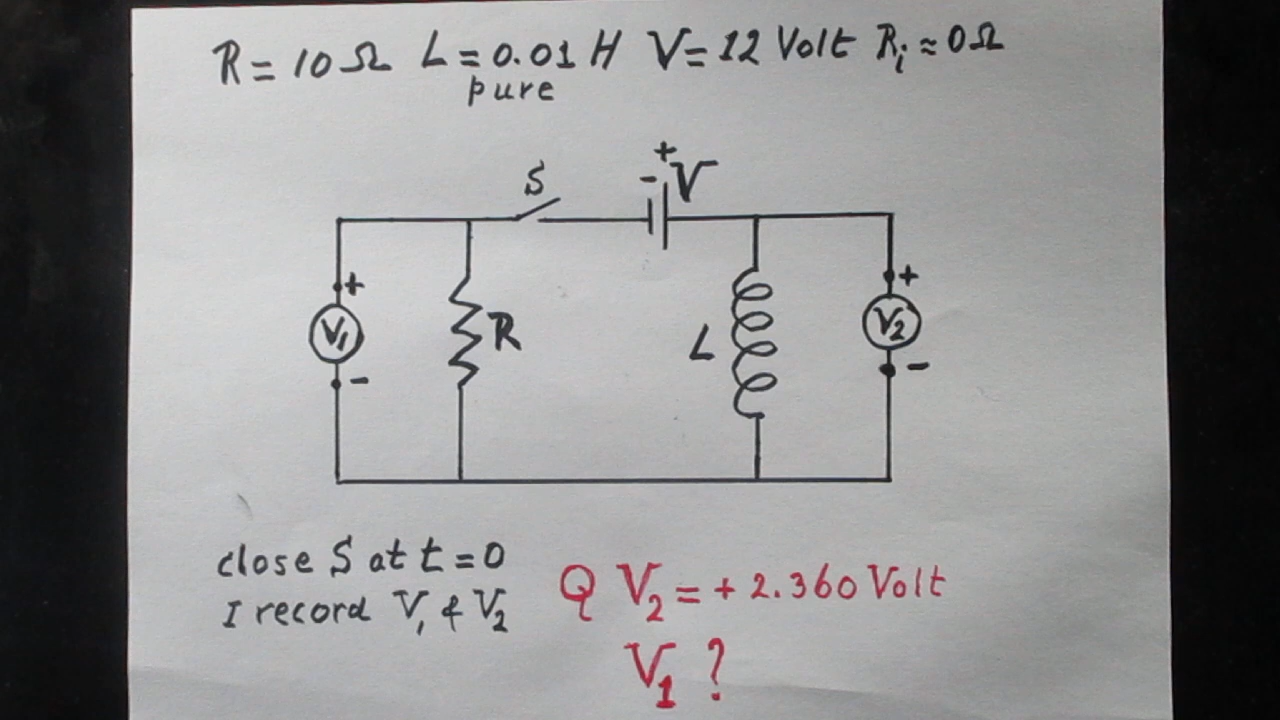 R = 10 Ω L = 0.01 H V = 12 Volt Ri ≈ 0Ω
pure
S
- + V
+ +
V1 R L V2
- -
close S at t = 0
I record V1 & V2
Q V2 = + 2.360 Volt
V1 ?